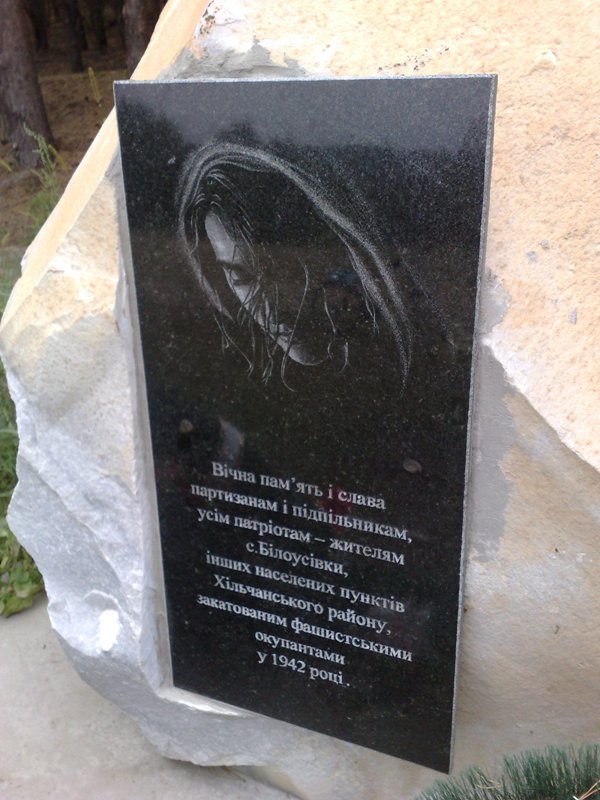 Вічна пам’ять і слава
партизанам і підпільникам,
усім патріотам – жителям
с.Білоусівки,
інших населених пунктів
Хільчанського району,
закатованим фашистськими
окупантами
у 1942 році .